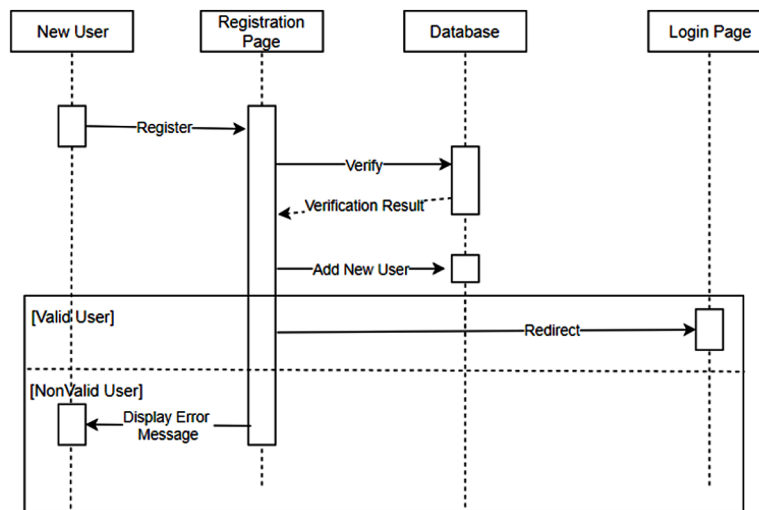 New User
Registration
Page
Database
Login Page
Register
Verify
Verification Result
Add New User
[Valid User]
Redirect
[NonValid User]
Display Error
Message